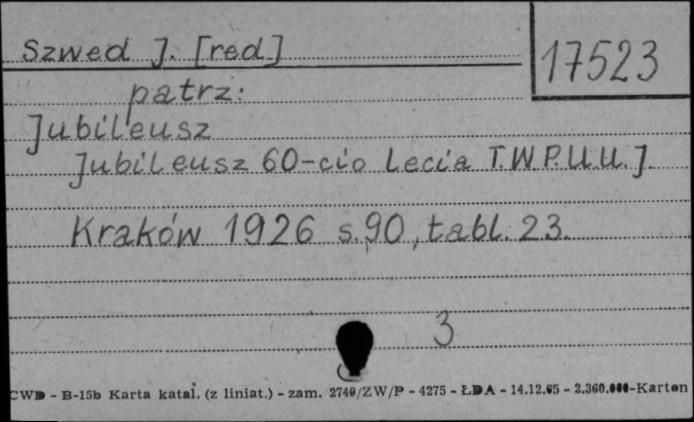 Szwed J. [red]
17523
patrz:
Jubileusz
Jubileusz 60-cio Lecia T.W.P.U.U.J.
Kraków 1926 s.90, tabl. 23.
3
CWD - B-15b Karta katal. (z liniat.) - zam. 2740/ZW/P - 4275 - ŁDA - 14.12.65 - 2.360.000-Karton